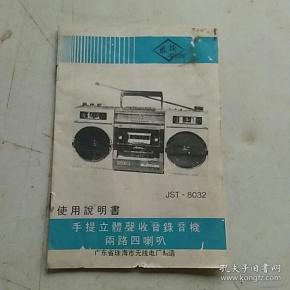 JST - 8032
使用說明書
手提立體聲收音錄音機
兩路四喇叭
广东省珠海市无线电厂制造